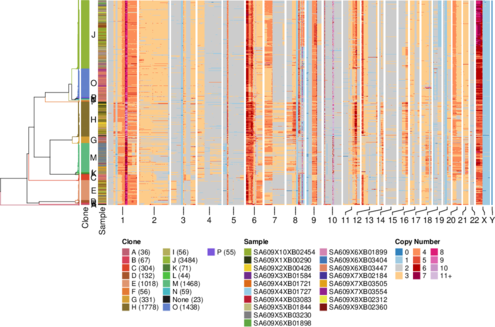 J
O
H
G
M
K
C
E
Clone
Sample
1 2 3 4 5 6 7 8 9 10 11 12 13 14 15 16 17 18 19 20 21 22 X Y
Clone
A (36)
B (67)
C (304)
D (132)
E (1018)
F (56)
G (331)
H (1778)
I (56)
J (3484)
K (71)
L (44)
M (1468)
N (59)
None (23)
O (1438)
P (55)
Sample
SA609X10XB02454
SA609X1XB00290
SA609X2XB00426
SA609X3XB01584
SA609X4XB01721
SA609X4XB01727
SA609X4XB03083
SA609X5XB01844
SA609X5XB03230
SA609X6XB01898
SA609X6XB01899
SA609X6XB03404
SA609X6XB03447
SA609X7XB02184
SA609X7XB03505
SA609X7XB03554
SA609X8XB02312
SA609X9XB02360
Copy Number
0
1
2
3
4
5
6
7
8
9
10
11+